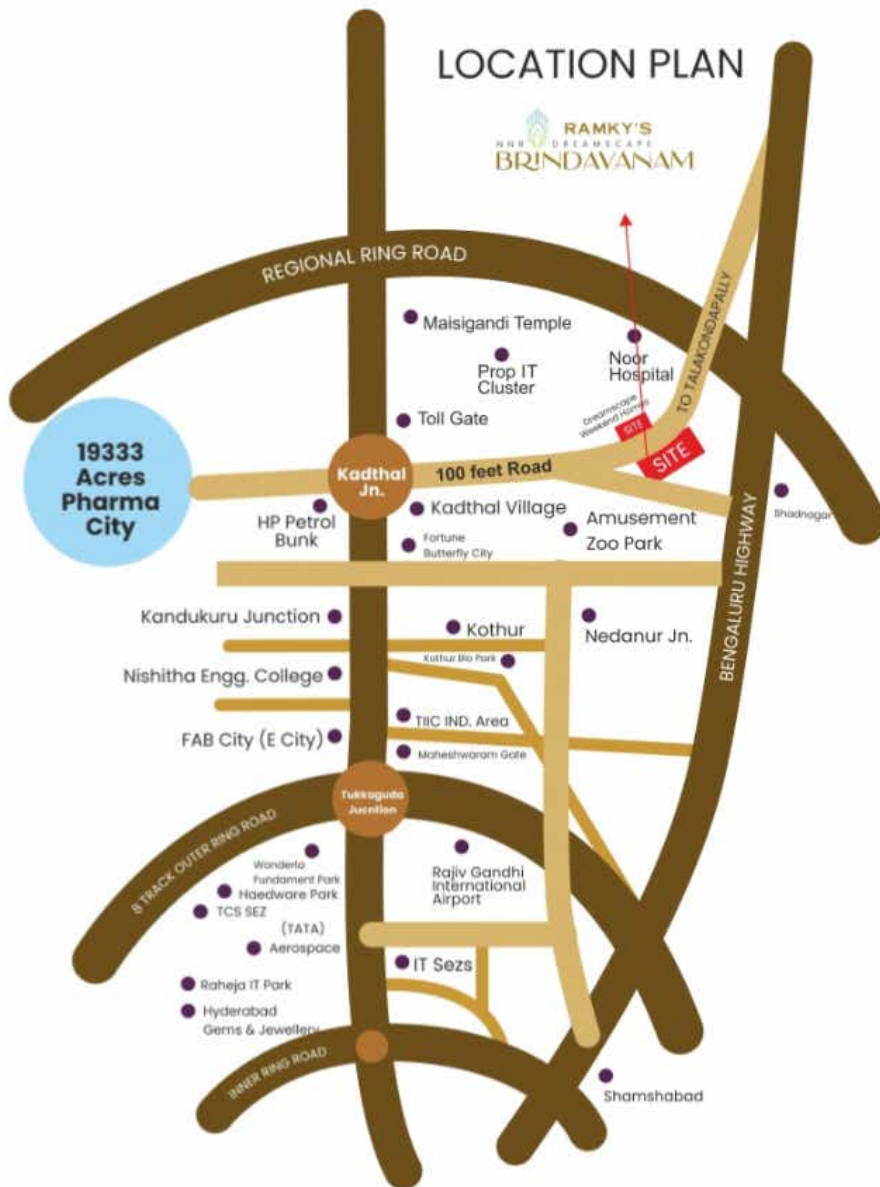 LOCATION PLAN
RAMKY'S
NNR DREAMSCAPE
BRINDAVANAM
REGIONAL RING ROAD
TO TALAKONDAPALLY
Maisigandi Temple
Prop IT
Cluster
Noor
Hospital
Dreamscape
Weekend Homes
SITE
SITE
Toll Gate
19333
Acres
Pharma
City
Kadthal
Jn.
100 feet Road
HP Petrol
Bunk
Kadthal Village
Fortune
Butterfly City
Amusement
Zoo Park
Shadnagar
BENGALURU HIGHWAY
Kandukuru Junction
Kothur
Nedanur Jn.
Kothur Bio Park
Nishitha Engg. College
TIIC IND. Area
FAB City (E City)
Maheshwaram Gate
Tukkaguda
Jucntion
8 TRACK OUTER RING ROAD
Wonderlo
Fundament Park
Haedware Park
TCS SEZ
(TATA)
Aerospace
Rajiv Gandhi
International
Airport
IT Sezs
Raheja IT Park
Hyderabad
Gems & Jewellery
INNER RING ROAD
Shamshabad